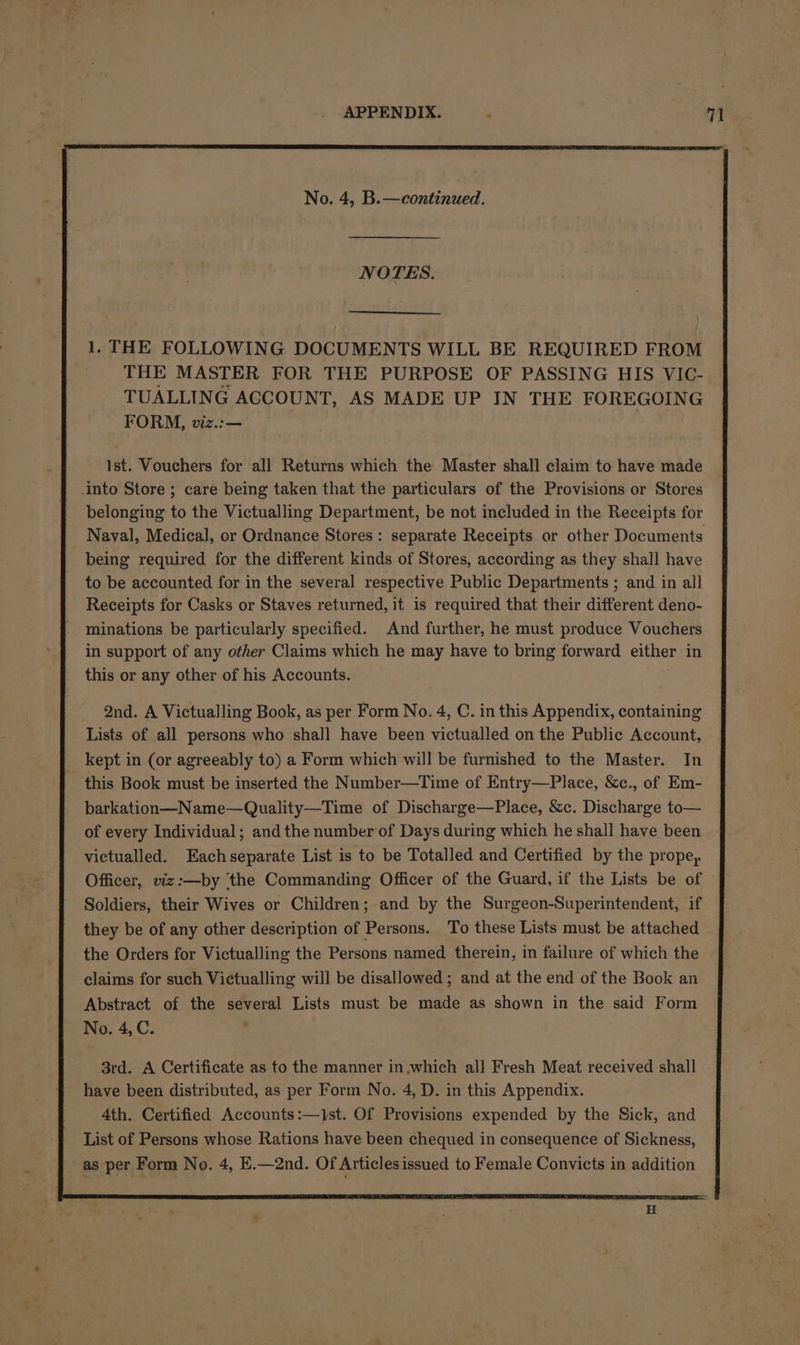 APPENDIX. 71
No. 4, B.—continued.
NOTES.
1. THE FOLLOWING DOCUMENTS WILL BE REQUIRED FROM
THE MASTER FOR THE PURPOSE OF PASSING HIS VIC-
TUALLING ACCOUNT, AS MADE UP IN THE FOREGOING
FORM, viz.:—
1st. Vouchers for all Returns which the Master shall claim to have made
into Store; care being taken that the particulars of the Provisions or Stores
belonging to the Victualling Department, be not included in the Receipts for
Naval, Medical, or Ordnance Stores: separate Receipts or other Documents
being required for the different kinds of Stores, according as they shall have
to be accounted for in the several respective Public Departments; and in all
Receipts for Casks or Staves returned, it is required that their different deno-
minations be particularly specified. And further, he must produce Vouchers
in support of any other Claims which he may have to bring forward either in
this or any other of his Accounts.
2nd. A Victualling Book, as per Form No. 4, C. in this Appendix, containing
Lists of all persons who shall have been victualled on the Public Account,
kept in (or agreeably to) a Form which will be furnished to the Master. In
this Book must be inserted the Number—Time of Entry—Place, &c., of Em-
barkation—Name—Quality—Time of Discharge—Place, &c. Discharge to—
of every Individual; and the number of Days during which he shall have been
victualled. Each separate List is to be Totalled and Certified by the prope,
Officer, viz:—by the Commanding Officer of the Guard, if the Lists be of
Soldiers, their Wives or Children; and by the Surgeon-Superintendent, if
they be of any other description of Persons. To these Lists must be attached
the Orders for Victualling the Persons named therein, in failure of which the
claims for such Victualling will be disallowed; and at the end of the Book an
Abstract of the several Lists must be made as shown in the said Form
No. 4, C.
3rd. A Certificate as to the manner in which all Fresh Meat received shall
have been distributed, as per Form No. 4, D. in this Appendix.
4th. Certified Accounts:—1st. Of Provisions expended by the Sick, and
List of Persons whose Rations have been chequed in consequence of Sickness,
as per Form No. 4, E.—2nd. Of Articles issued to Female Convicts in addition
H